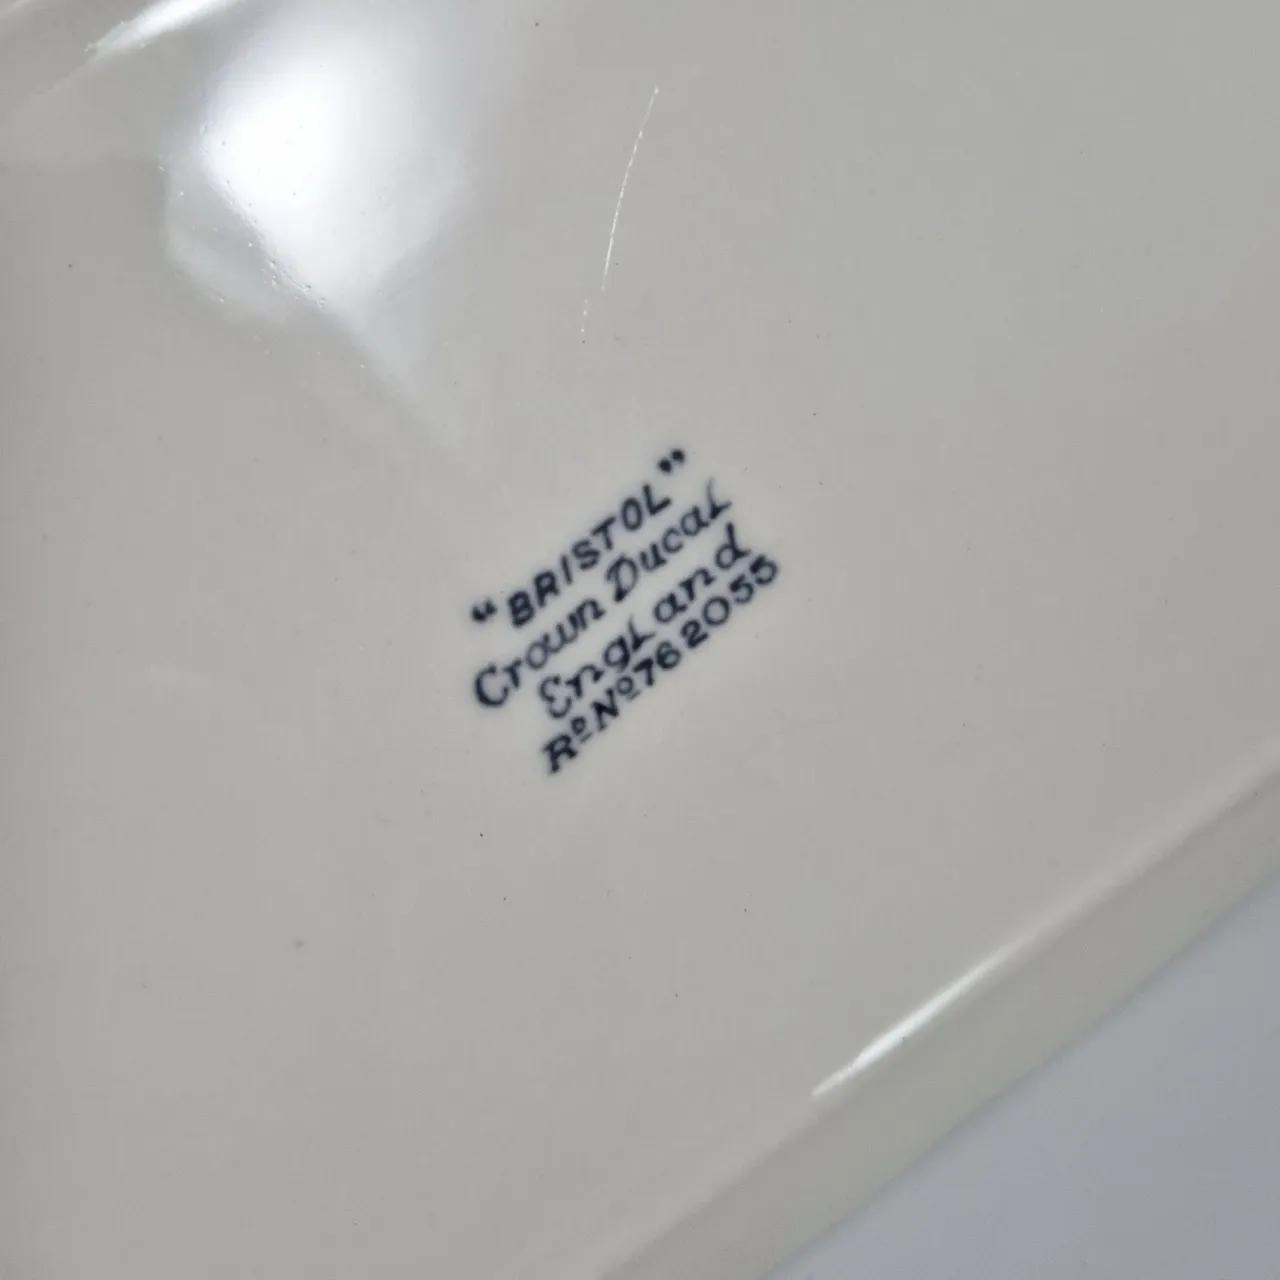 "BRISTOL"
Crown Ducal
England
Rᴰ Nº 762055